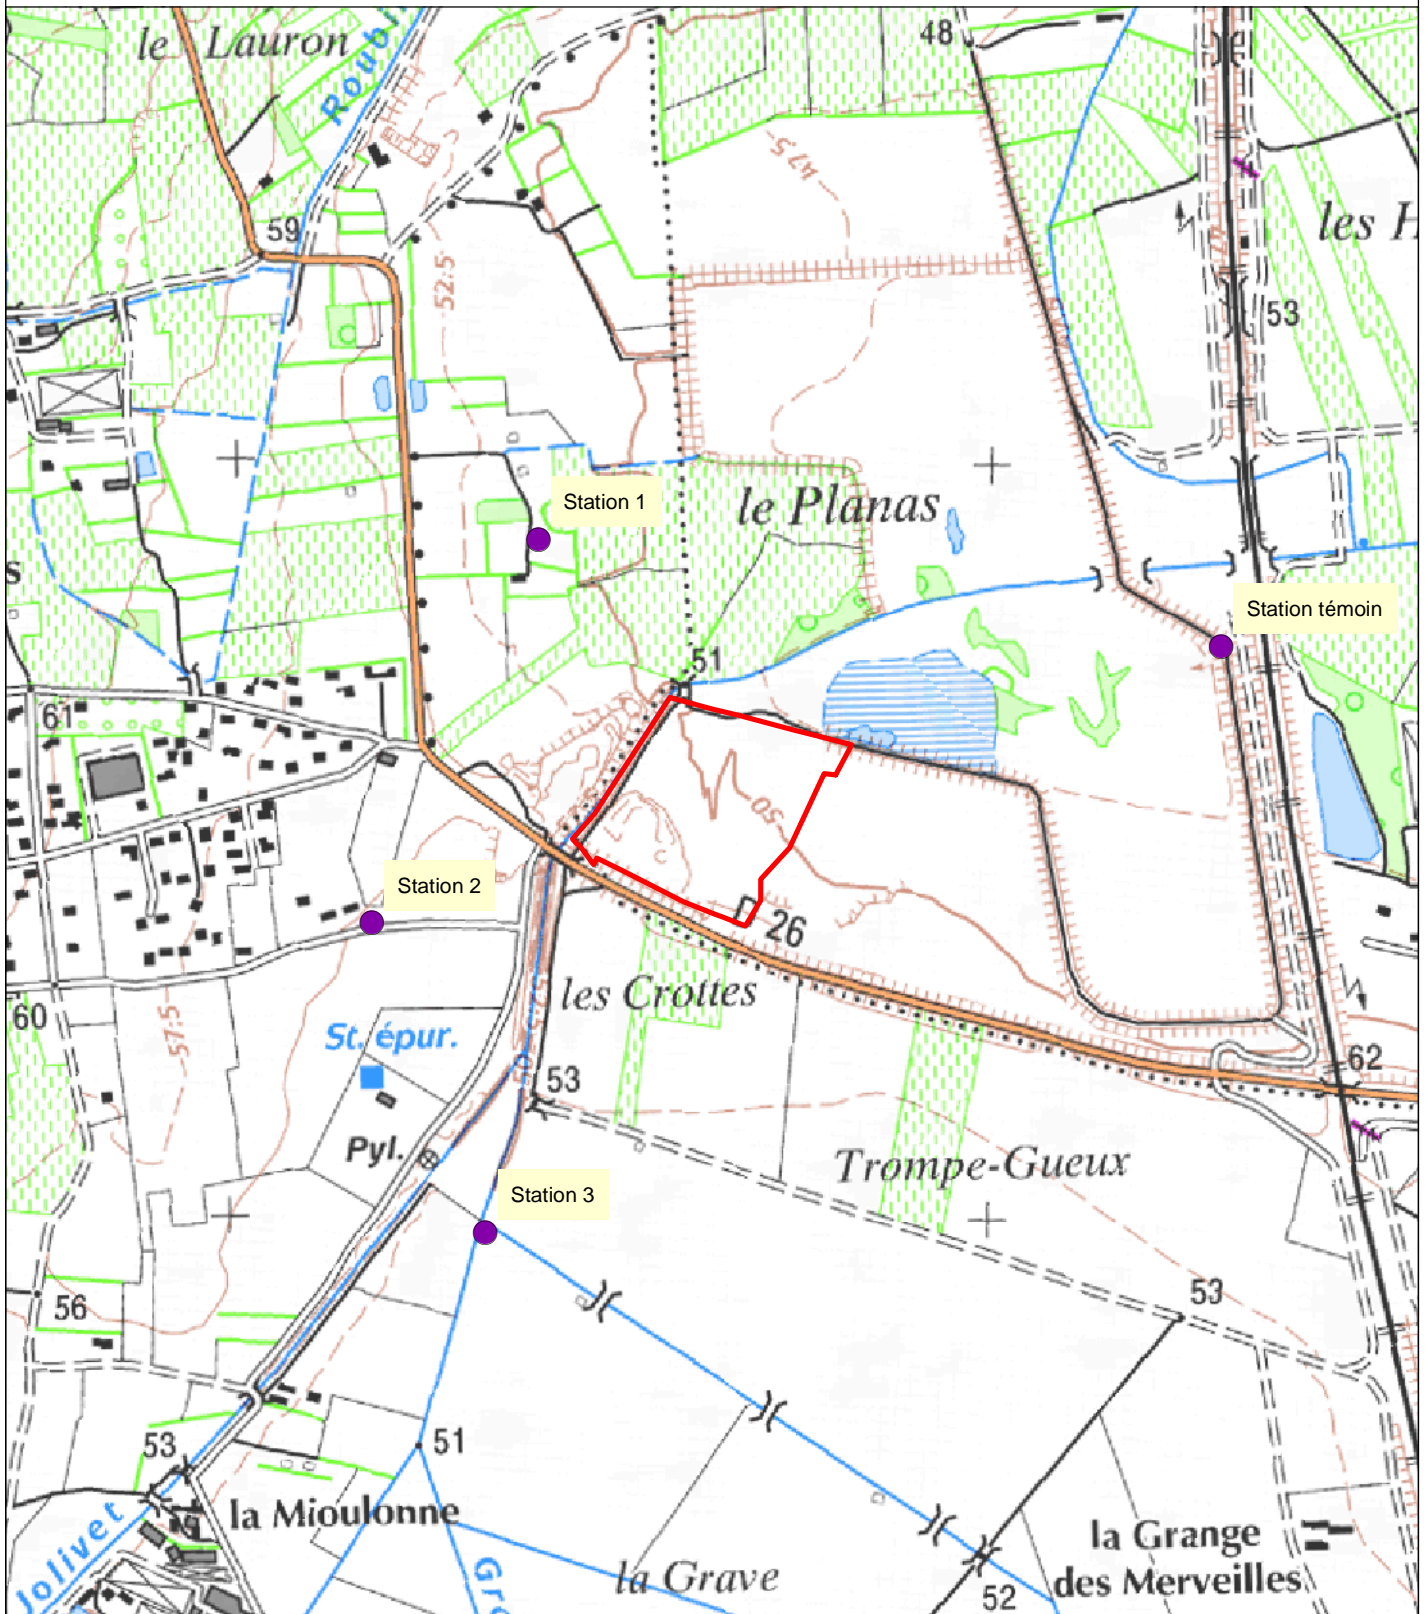 le Lauron
48
59
52.5
47.5
les H
53
Station 1
le Planas
s
Station témoin
51
61
50
Station 2
D 26
les Crottes
60
57.5
St. épur.
53
62
Pyl.
Trompe-Gueux
Station 3
53
56
51
53
la Mioulonne
la Grange
des Merveilles
Jolivet
la Grave
52